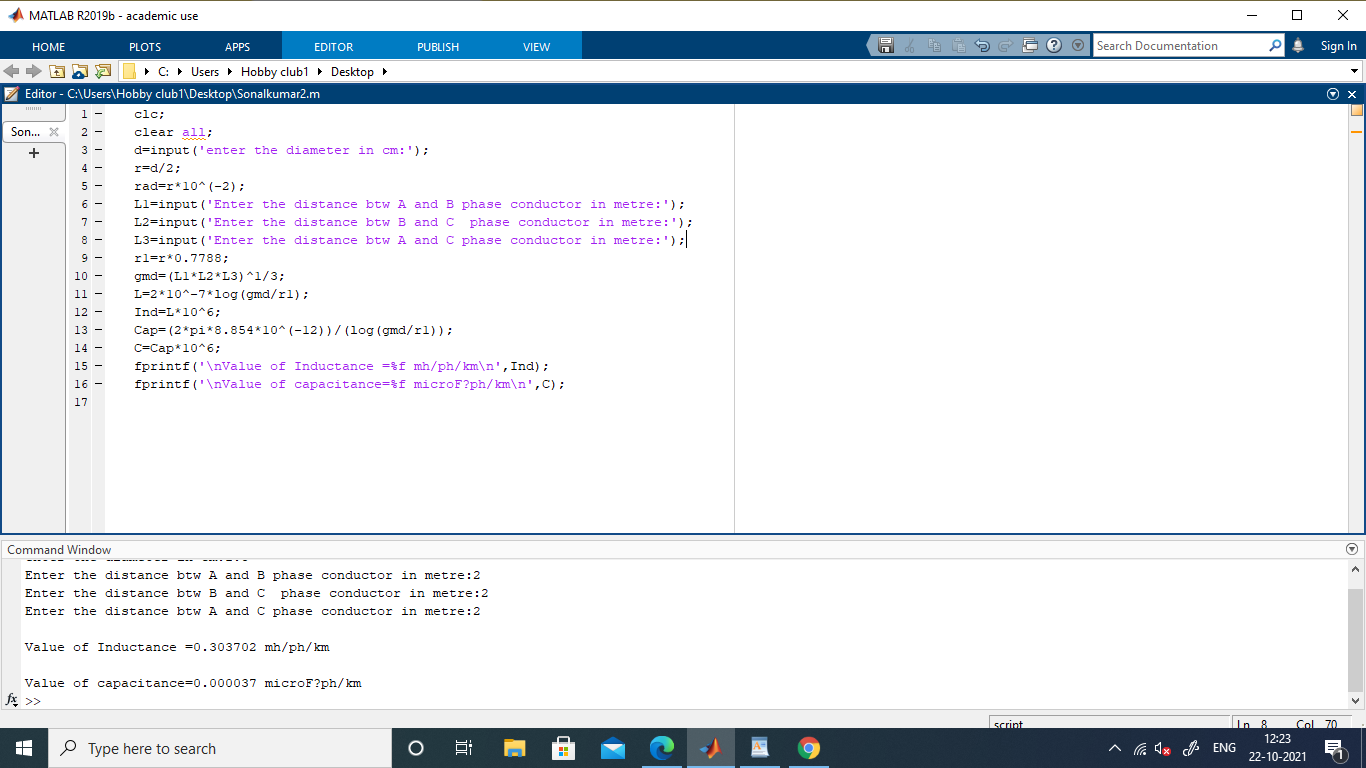 MATLAB R2019b - academic use
HOME PLOTS APPS EDITOR PUBLISH VIEW Search Documentation Sign In
C: Users Hobby club1 Desktop
Editor - C:\Users\Hobby club1\Desktop\Sonalkumar2.m
Son...
1 clc;
2 clear all;
3 d=input('enter the diameter in cm:');
4 r=d/2;
5 rad=r*10^(-2);
6 L1=input('Enter the distance btw A and B phase conductor in metre:');
7 L2=input('Enter the distance btw B and C  phase conductor in metre:');
8 L3=input('Enter the distance btw A and C phase conductor in metre:');
9 r1=r*0.7788;
10 gmd=(L1*L2*L3)^1/3;
11 L=2*10^-7*log(gmd/r1);
12 Ind=L*10^6;
13 Cap=(2*pi*8.854*10^(-12))/(log(gmd/r1));
14 C=Cap*10^6;
15 fprintf('\nValue of Inductance =%f mh/ph/km\n',Ind);
16 fprintf('\nValue of capacitance=%f microF?ph/km\n',C);
17
Command Window
Enter the distance btw A and B phase conductor in metre:2
Enter the distance btw B and C  phase conductor in metre:2
Enter the distance btw A and C phase conductor in metre:2
Value of Inductance =0.303702 mh/ph/km
Value of capacitance=0.000037 microF?ph/km
fx >>
script Ln 8 Col 70
Type here to search
ENG
12:23
22-10-2021
1